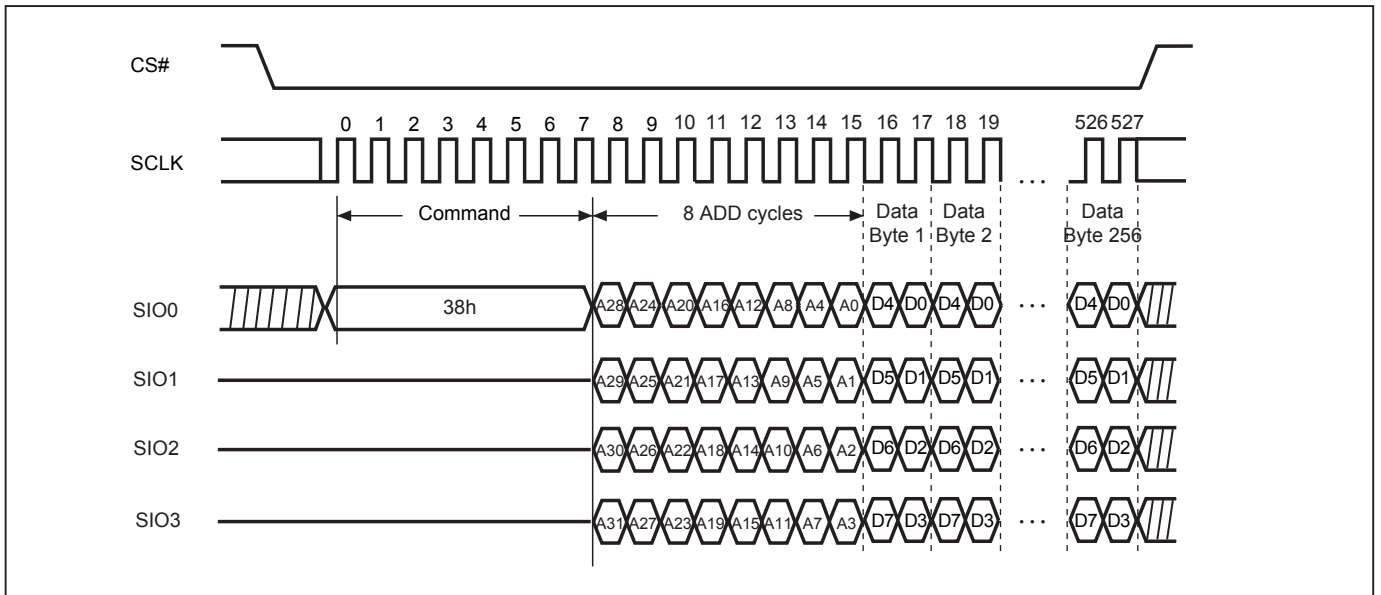 CS#
0 1 2 3 4 5 6 7 8 9 10 11 12 13 14 15 16 17 18 19 526 527
SCLK
...
Command 8 ADD cycles Data Byte 1 Data Byte 2 Data Byte 256
SIO0 38h A28 A24 A20 A16 A12 A8 A4 A0 D4 D0 D4 D0 ... D4 D0
SIO1 A29 A25 A21 A17 A13 A9 A5 A1 D5 D1 D5 D1 ... D5 D1
SIO2 A30 A26 A22 A18 A14 A10 A6 A2 D6 D2 D6 D2 ... D6 D2
SIO3 A31 A27 A23 A19 A15 A11 A7 A3 D7 D3 D7 D3 ... D7 D3